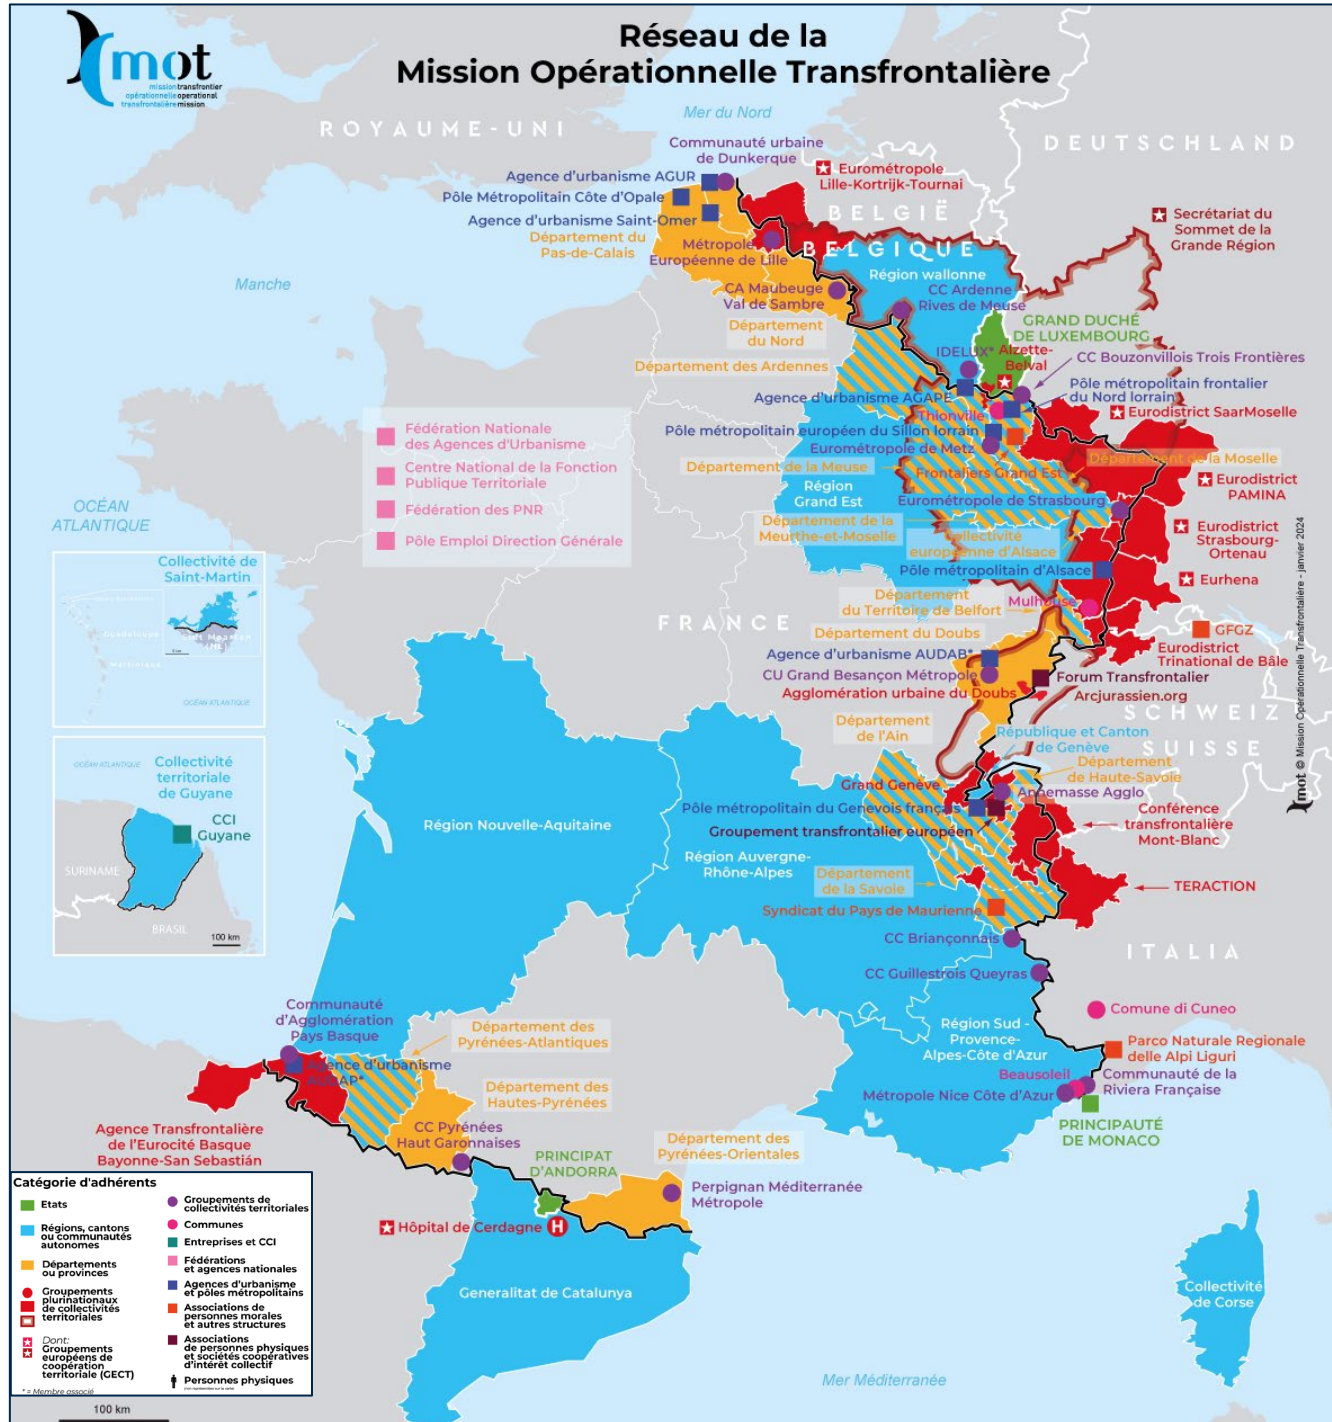 mot
mission transfrontier
opérationnelle operational
transfrontalière mission
Réseau de la
Mission Opérationnelle Transfrontalière
Mer du Nord
ROYAUME-UNI
DEUTSCHLAND
Communauté urbaine
de Dunkerque
Agence d'urbanisme AGUR
Eurométropole
Lille-Kortrijk-Tournai
Pôle Métropolitain Côte d'Opale
BELGIË
Agence d'urbanisme Saint-Omer
Secrétariat du
Sommet de la
Grande Région
Département du
Pas-de-Calais
Métropole
Européenne de Lille
BELGIQUE
Région wallonne
Manche
CA Maubeuge
Val de Sambre
CC Ardenne
Rives de Meuse
Département
du Nord
GRAND DUCHÉ
DE LUXEMBOURG
Département des Ardennes
IDELUX*
Alzette-
Belval
CC Bouzonvillois Trois Frontières
Agence d'urbanisme AGAPE
Pôle métropolitain frontalier
du Nord lorrain
Thionville
Eurodistrict SaarMoselle
Pôle métropolitain européen du Sillon lorrain
Eurométropole de Metz
Fédération Nationale
des Agences d'Urbanisme
Centre National de la Fonction
Publique Territoriale
Fédération des PNR
Pôle Emploi Direction Générale
Département de la Meuse
Frontaliers Grand Est
Département de la Moselle
Région
Grand Est
Eurodistrict
PAMINA
Eurométropole de Strasbourg
OCÉAN
ATLANTIQUE
Département de la
Meurthe-et-Moselle
Collectivité
européenne d'Alsace
Eurodistrict
Strasbourg-
Ortenau
Pôle métropolitain d'Alsace
Eurhena
Collectivité de
Saint-Martin
Guadeloupe
Sint Maarten
(NL)
Martinique
OCÉAN ATLANTIQUE
Département
du Territoire de Belfort
Mulhouse
FRANCE
Département du Doubs
GFGZ
Agence d'urbanisme AUDAB*
Eurodistrict
Trinational de Bâle
CU Grand Besançon Métropole
Forum Transfrontalier
Agglomération urbaine du Doubs
Arcjurassien.org
SCHWEIZ
SUISSE
mot © Mission Opérationnelle Transfrontalière - janvier 2024
Département
de l'Ain
République et Canton
de Genève
Département
de Haute-Savoie
OCÉAN ATLANTIQUE
Collectivité
territoriale
de Guyane
CCI
Guyane
SURINAME
BRASIL
100 km
Grand Genève
Annemasse Agglo
Pôle métropolitain du Genevois français
Conférence
transfrontalière
Mont-Blanc
Groupement transfrontalier européen
Région Nouvelle-Aquitaine
Région Auvergne-
Rhône-Alpes
Département
de la Savoie
TERACTION
Syndicat du Pays de Maurienne
CC Briançonnais
ITALIA
CC Guillestrois Queyras
Comune di Cuneo
Communauté
d'Agglomération
Pays Basque
Département des
Pyrénées-Atlantiques
Région Sud -
Provence-
Alpes-Côte d'Azur
Parco Naturale Regionale
delle Alpi Liguri
Agence d'urbanisme
AUDAP*
Beausoleil
Communauté de la
Riviera Française
Métropole Nice Côte d'Azur
Département des
Hautes-Pyrénées
PRINCIPAUTÉ
DE MONACO
Agence Transfrontalière
de l'Eurocité Basque
Bayonne-San Sebastián
CC Pyrénées
Haut Garonnaises
Département des
Pyrénées-Orientales
PRINCIPAT
D'ANDORRA
Perpignan Méditerranée
Métropole
Hôpital de Cerdagne
H
Generalitat de Catalunya
Collectivité
de Corse
Mer Méditerranée
Catégorie d'adhérents
Etats
Régions, cantons
ou communautés
autonomes
Départements
ou provinces
Groupements
plurinationaux
de collectivités
territoriales
Dont:
Groupements
européens de
coopération
territoriale (GECT)
* = Membre associé
Groupements de
collectivités territoriales
Communes
Entreprises et CCI
Fédérations
et agences nationales
Agences d'urbanisme
et pôles métropolitains
Associations de
personnes morales
et autres structures
Associations
de personnes physiques
et sociétés coopératives
d'intérêt collectif
Personnes physiques
100 km